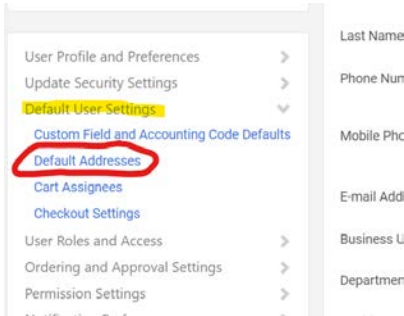 User Profile and Preferences
Update Security Settings
Default User Settings
Custom Field and Accounting Code Defaults
Default Addresses
Cart Assignees
Checkout Settings
User Roles and Access
Ordering and Approval Settings
Permission Settings
Last Name
Phone Num
Mobile Pho
E-mail Add
Business U
Departmen